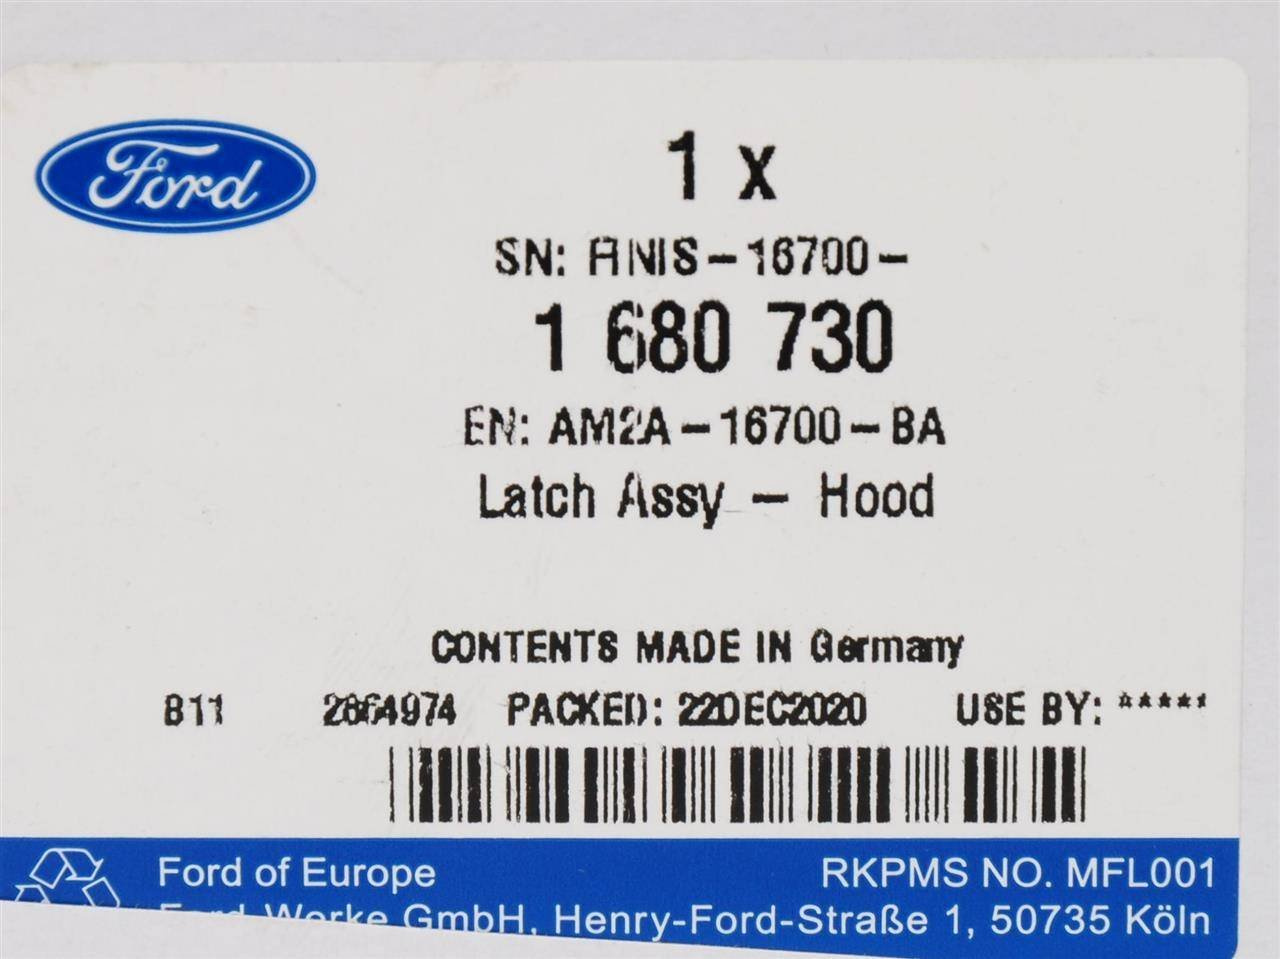 Ford
1 x
SN: FINIS-16700-
1 680 730
EN: AM2A-16700-BA
Latch Assy - Hood
CONTENTS MADE IN Germany
B11 2864974 PACKED: 22DEC2020 USE BY: *****
Ford of Europe RKPMS NO. MFL001
Ford-Werke GmbH, Henry-Ford-Straße 1, 50735 Köln